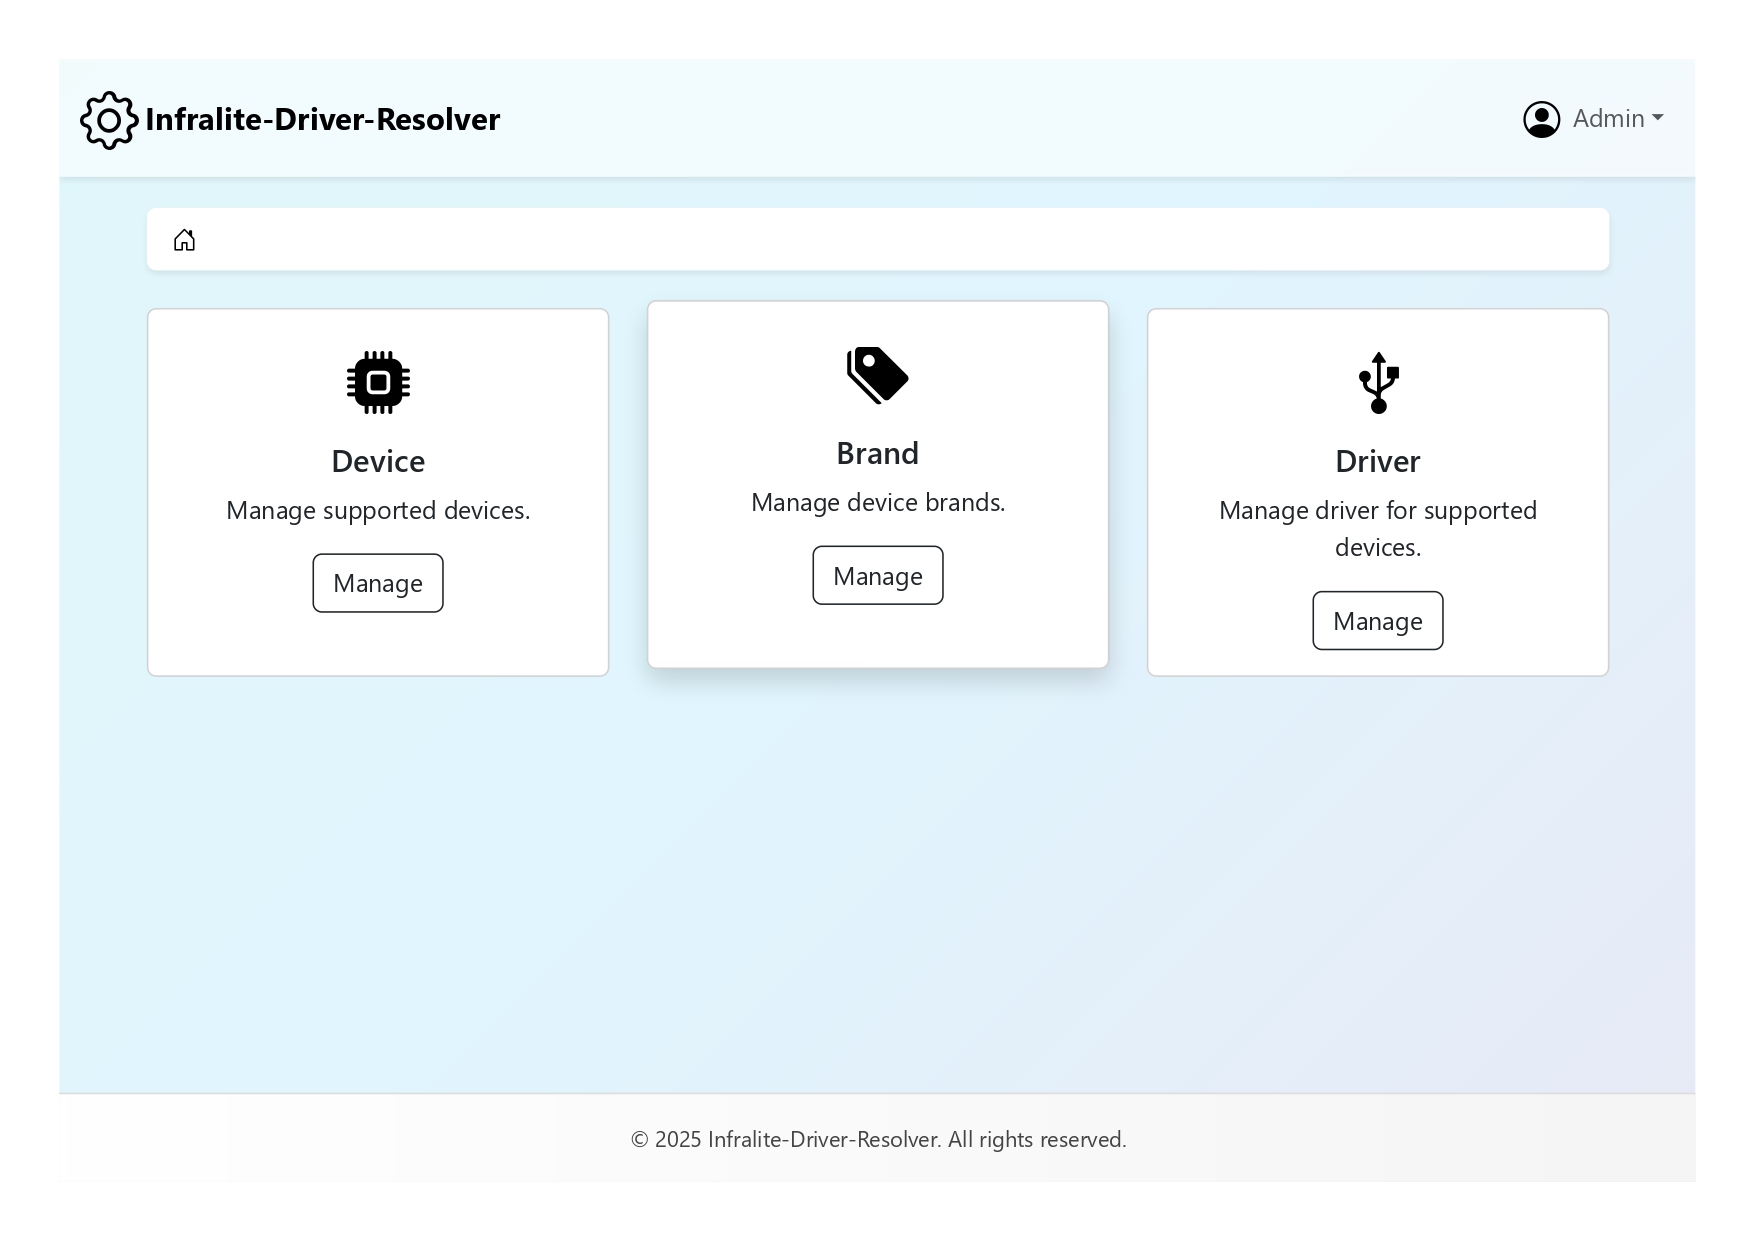 Infralite-Driver-Resolver
Admin
Device
Manage supported devices.
Manage
Brand
Manage device brands.
Manage
Driver
Manage driver for supported
devices.
Manage
© 2025 Infralite-Driver-Resolver. All rights reserved.